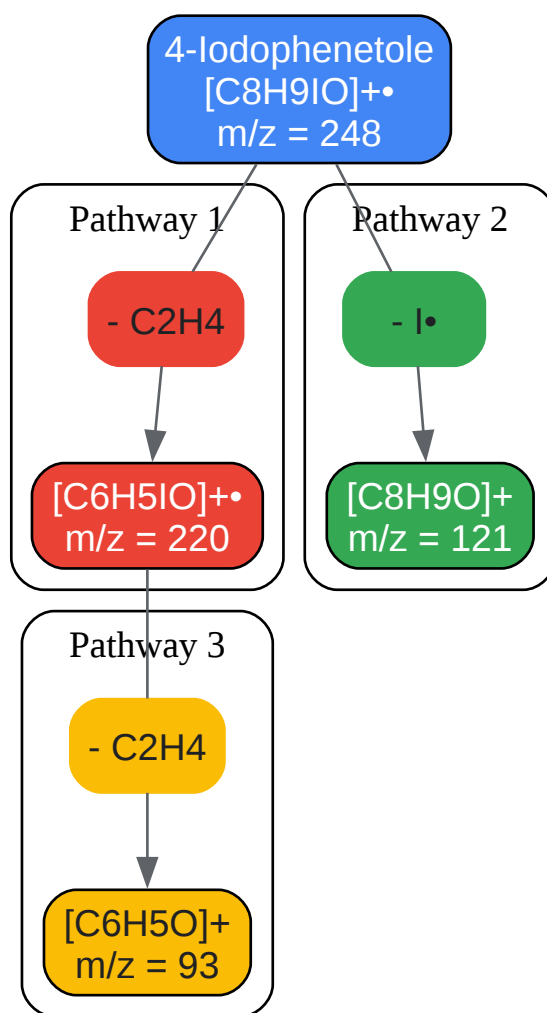 4-Iodophenetole
[C8H9IO]+•
m/z = 248
Pathway 1
- C2H4
[C6H5IO]+•
m/z = 220
Pathway 2
- I•
[C8H9O]+
m/z = 121
Pathway 3
- C2H4
[C6H5O]+
m/z = 93